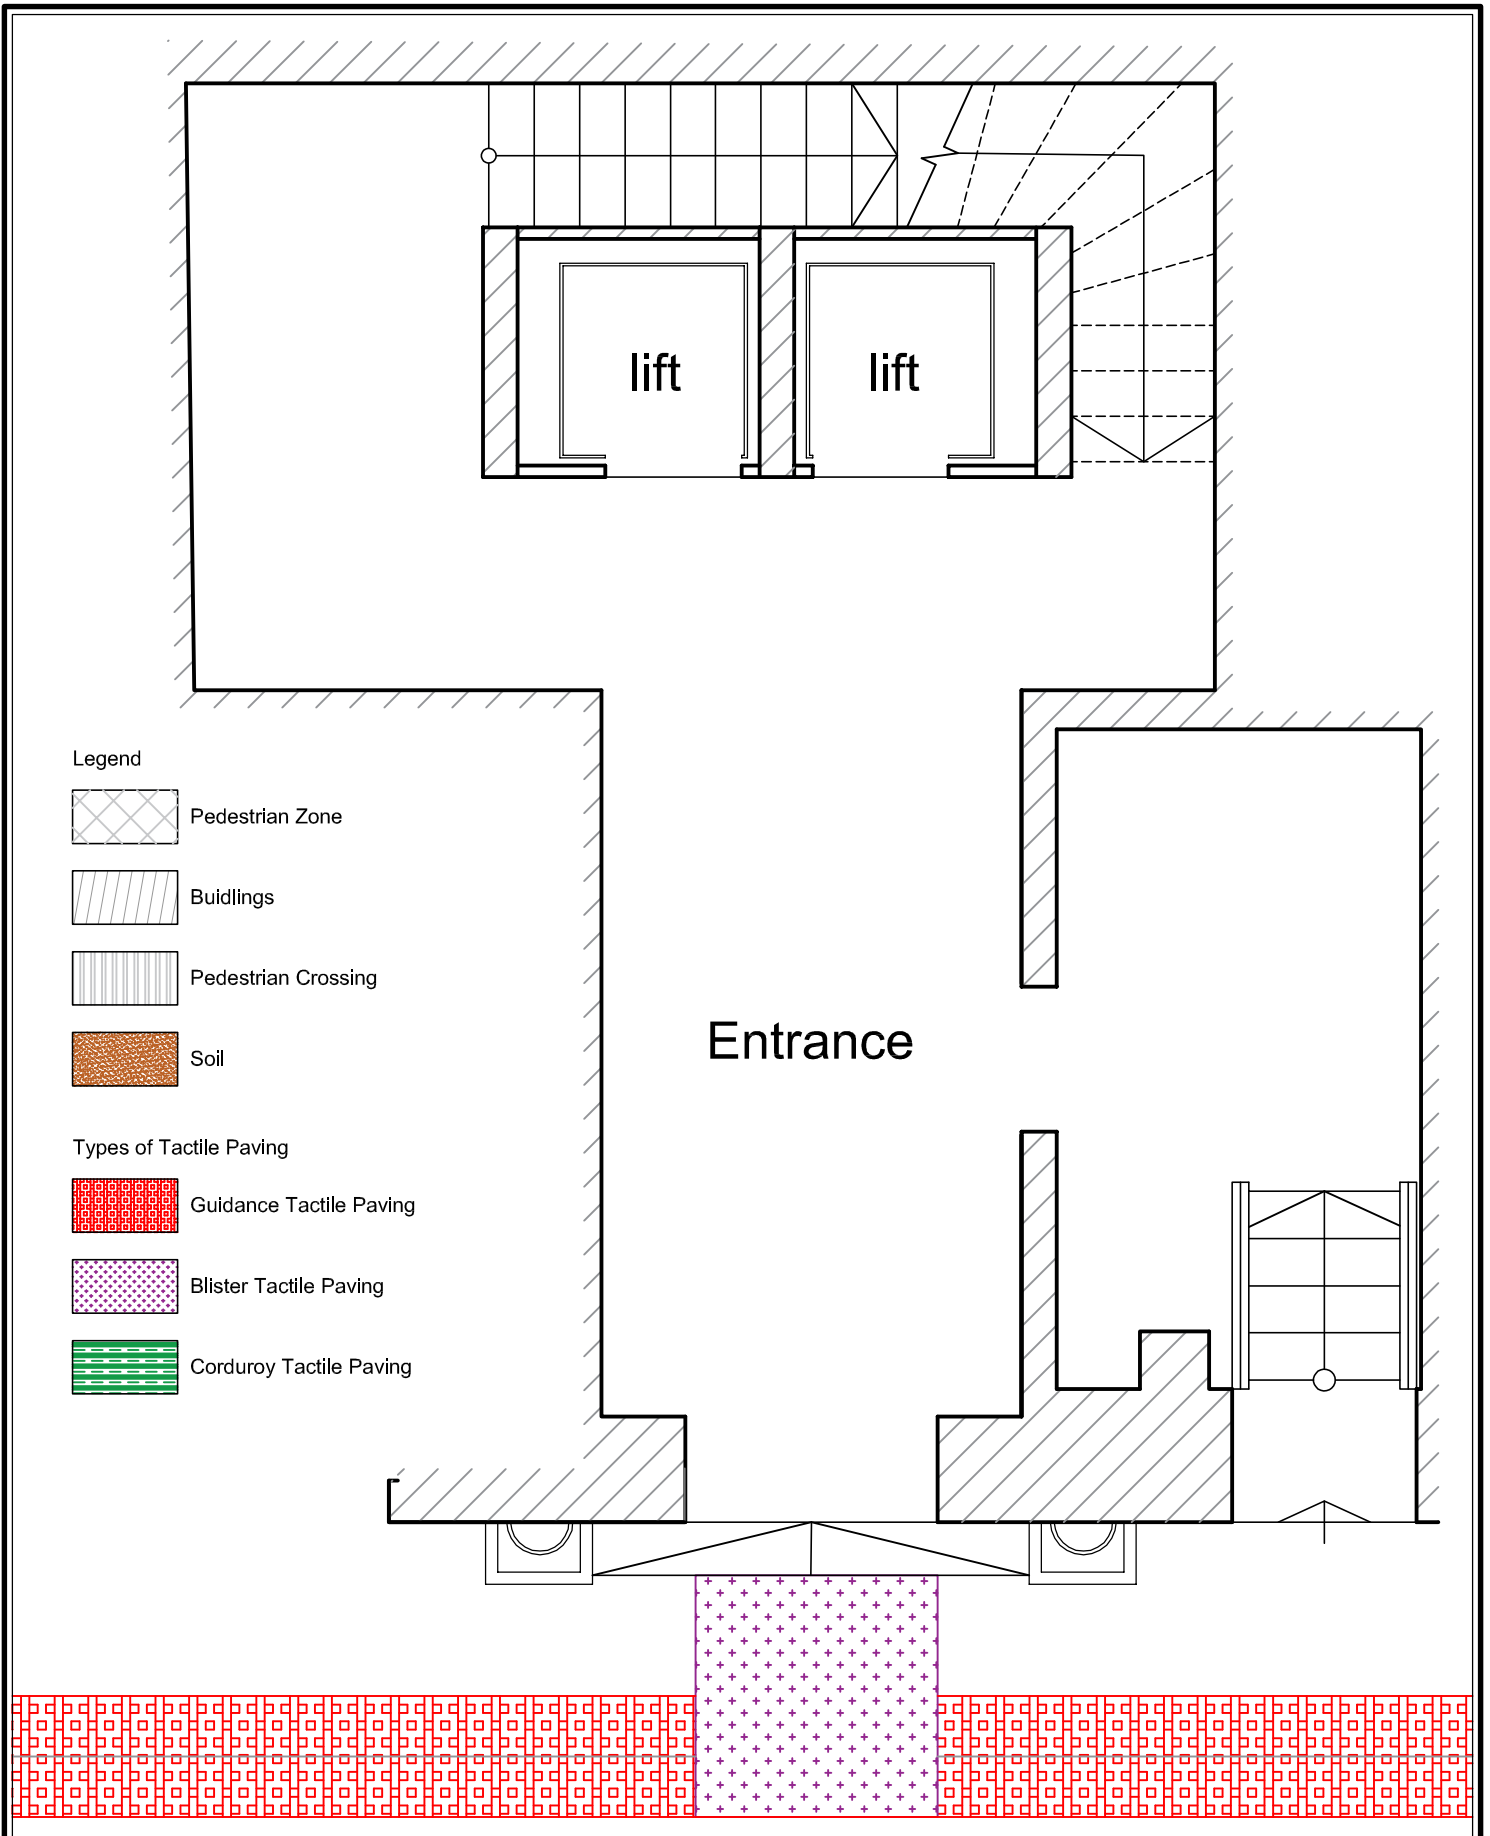 lift
lift
Legend
Pedestrian Zone
Buidlings
Pedestrian Crossing
Entrance
Soil
Types of Tactile Paving
Guidance Tactile Paving
Blister Tactile Paving
Corduroy Tactile Paving